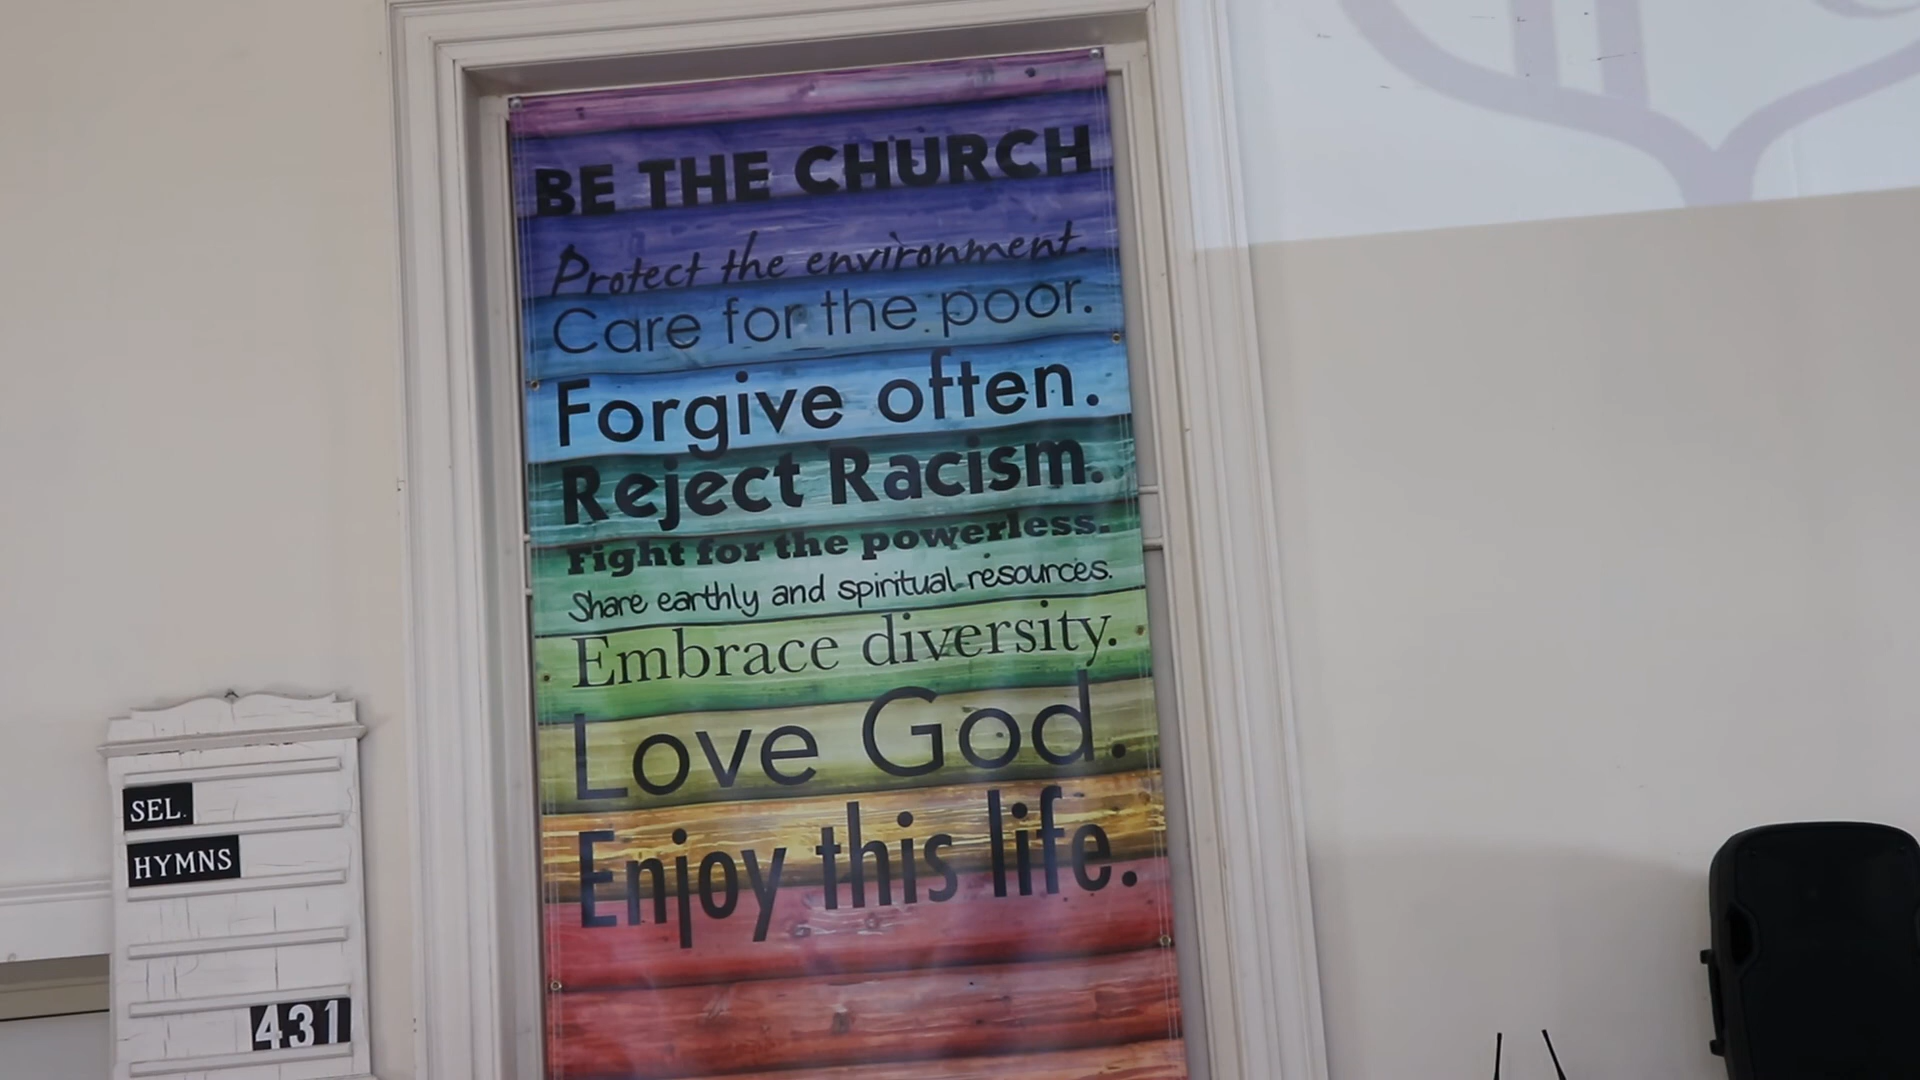 BE THE CHURCH
Protect the environment.
Care for the poor.
Forgive often.
Reject Racism.
Fight for the powerless.
Share earthly and spiritual resources.
Embrace diversity.
Love God.
Enjoy this life.
SEL.
HYMNS
431